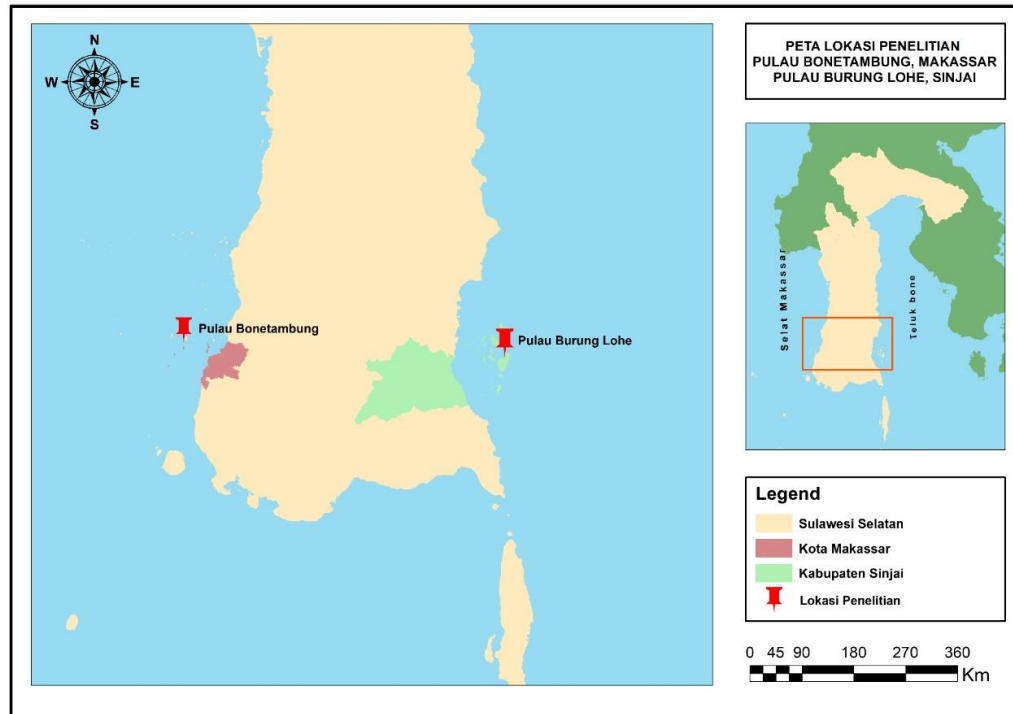 N
W E
S
Pulau Bonetambung
Pulau Burung Lohe
PETA LOKASI PENELITIAN
PULAU BONETAMBUNG, MAKASSAR
PULAU BURUNG LOHE, SINJAI
Selat Makassar
Teluk bone
Legend
Sulawesi Selatan
Kota Makassar
Kabupaten Sinjai
Lokasi Penelitian
0 45 90 180 270 360
Km